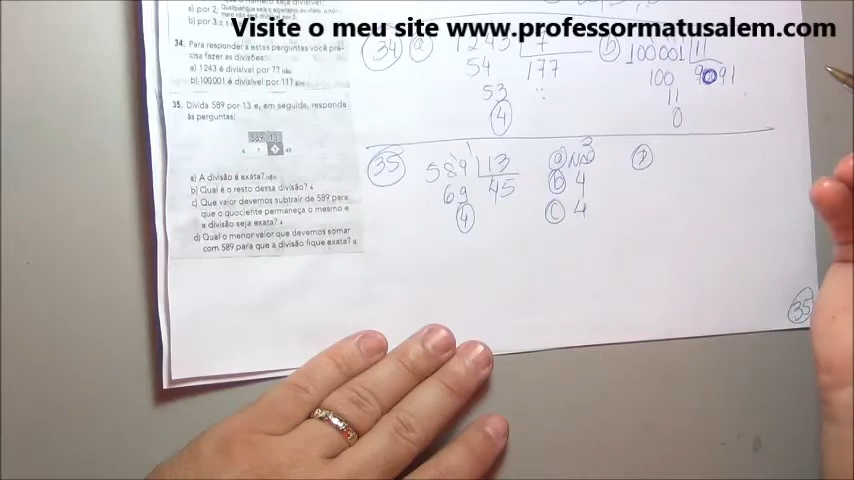 Visite o meu site www.professormatusalem.com
a) por 2;
b) por 3.
34. Para responder a estas perguntas você pre-
cisa fazer as divisões:
a) 1243 é divisível por 7? não
b) 100001 é divisível por 11?
35. Divida 589 por 13 e, em seguida, responda
às perguntas:
589 13
4 45
a) A divisão é exata? não
b) Qual é o resto dessa divisão? 4
c) Que valor devemos subtrair de 589 para
que o quociente permaneça o mesmo e
a divisão seja exata? 4
d) Qual o menor valor que devemos somar
com 589 para que a divisão fique exata? 9
34 a 1243 7
54 177
53
4
b 100001 11
100 9091
11
0
35 589 13
69 45
4
a Não
b 4
c 4
D
35